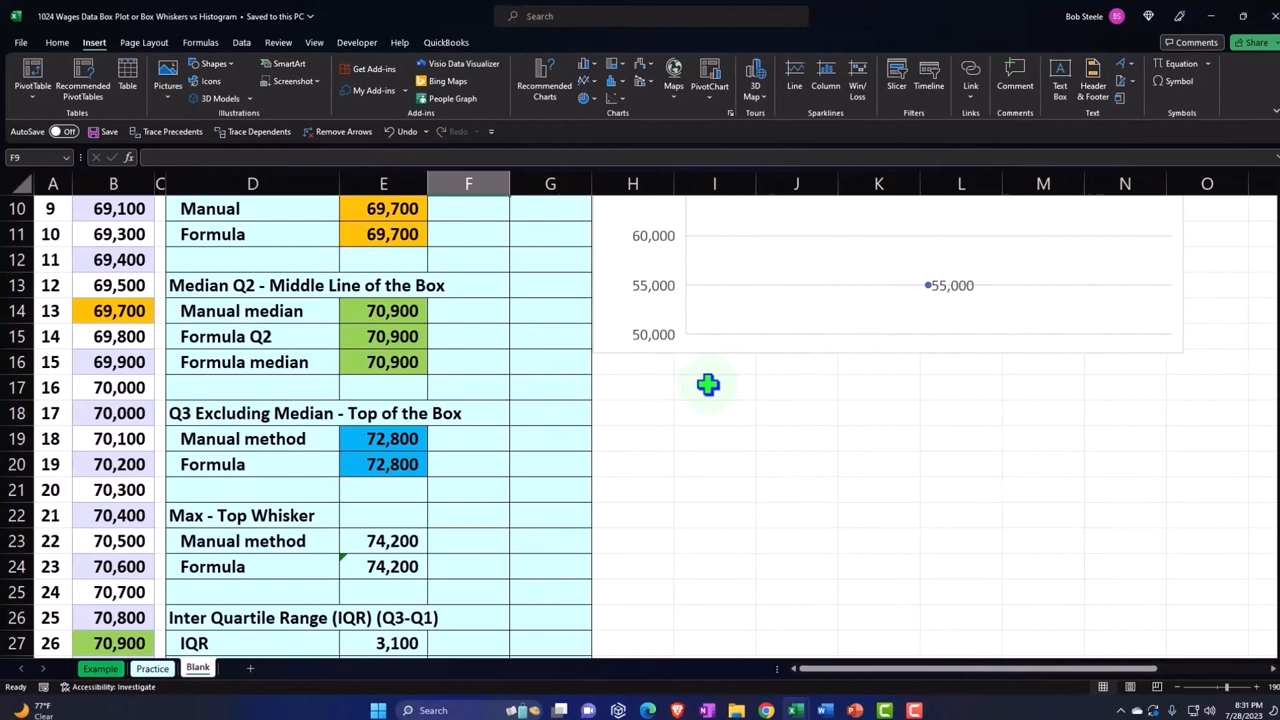 1024 Wages Data Box Plot or Box Whiskers vs Histogram • Saved to this PC
Search
Bob Steele
BS
File Home Insert Page Layout Formulas Data Review View Developer Help QuickBooks
Comments
Share
PivotTable
Recommended PivotTables
Table
Tables
Pictures
Shapes
Icons
3D Models
SmartArt
Screenshot
Illustrations
Get Add-ins
My Add-ins
Visio Data Visualizer
Bing Maps
People Graph
Add-ins
Recommended Charts
Maps
PivotChart
Charts
3D Map
Tours
Line
Column
Win/Loss
Sparklines
Slicer
Timeline
Filters
Link
Links
Comment
Comments
Text Box
Header & Footer
Text
Equation
Symbol
Symbols
AutoSave Off Save Trace Precedents Trace Dependents Remove Arrows Undo Redo
F9
fx
A B C D E F G H I J K L M N O
10 9 69,100 Manual 69,700
11 10 69,300 Formula 69,700
12 11 69,400
13 12 69,500 Median Q2 - Middle Line of the Box
14 13 69,700 Manual median 70,900
15 14 69,800 Formula Q2 70,900
16 15 69,900 Formula median 70,900
17 16 70,000
18 17 70,000 Q3 Excluding Median - Top of the Box
19 18 70,100 Manual method 72,800
20 19 70,200 Formula 72,800
21 20 70,300
22 21 70,400 Max - Top Whisker
23 22 70,500 Manual method 74,200
24 23 70,600 Formula 74,200
25 24 70,700
26 25 70,800 Inter Quartile Range (IQR) (Q3-Q1)
27 26 70,900 IQR 3,100
60,000
55,000
55,000
50,000
Example Practice Blank
Ready Accessibility: Investigate
190
77°F
Clear
Search
8:31 PM
7/28/2023